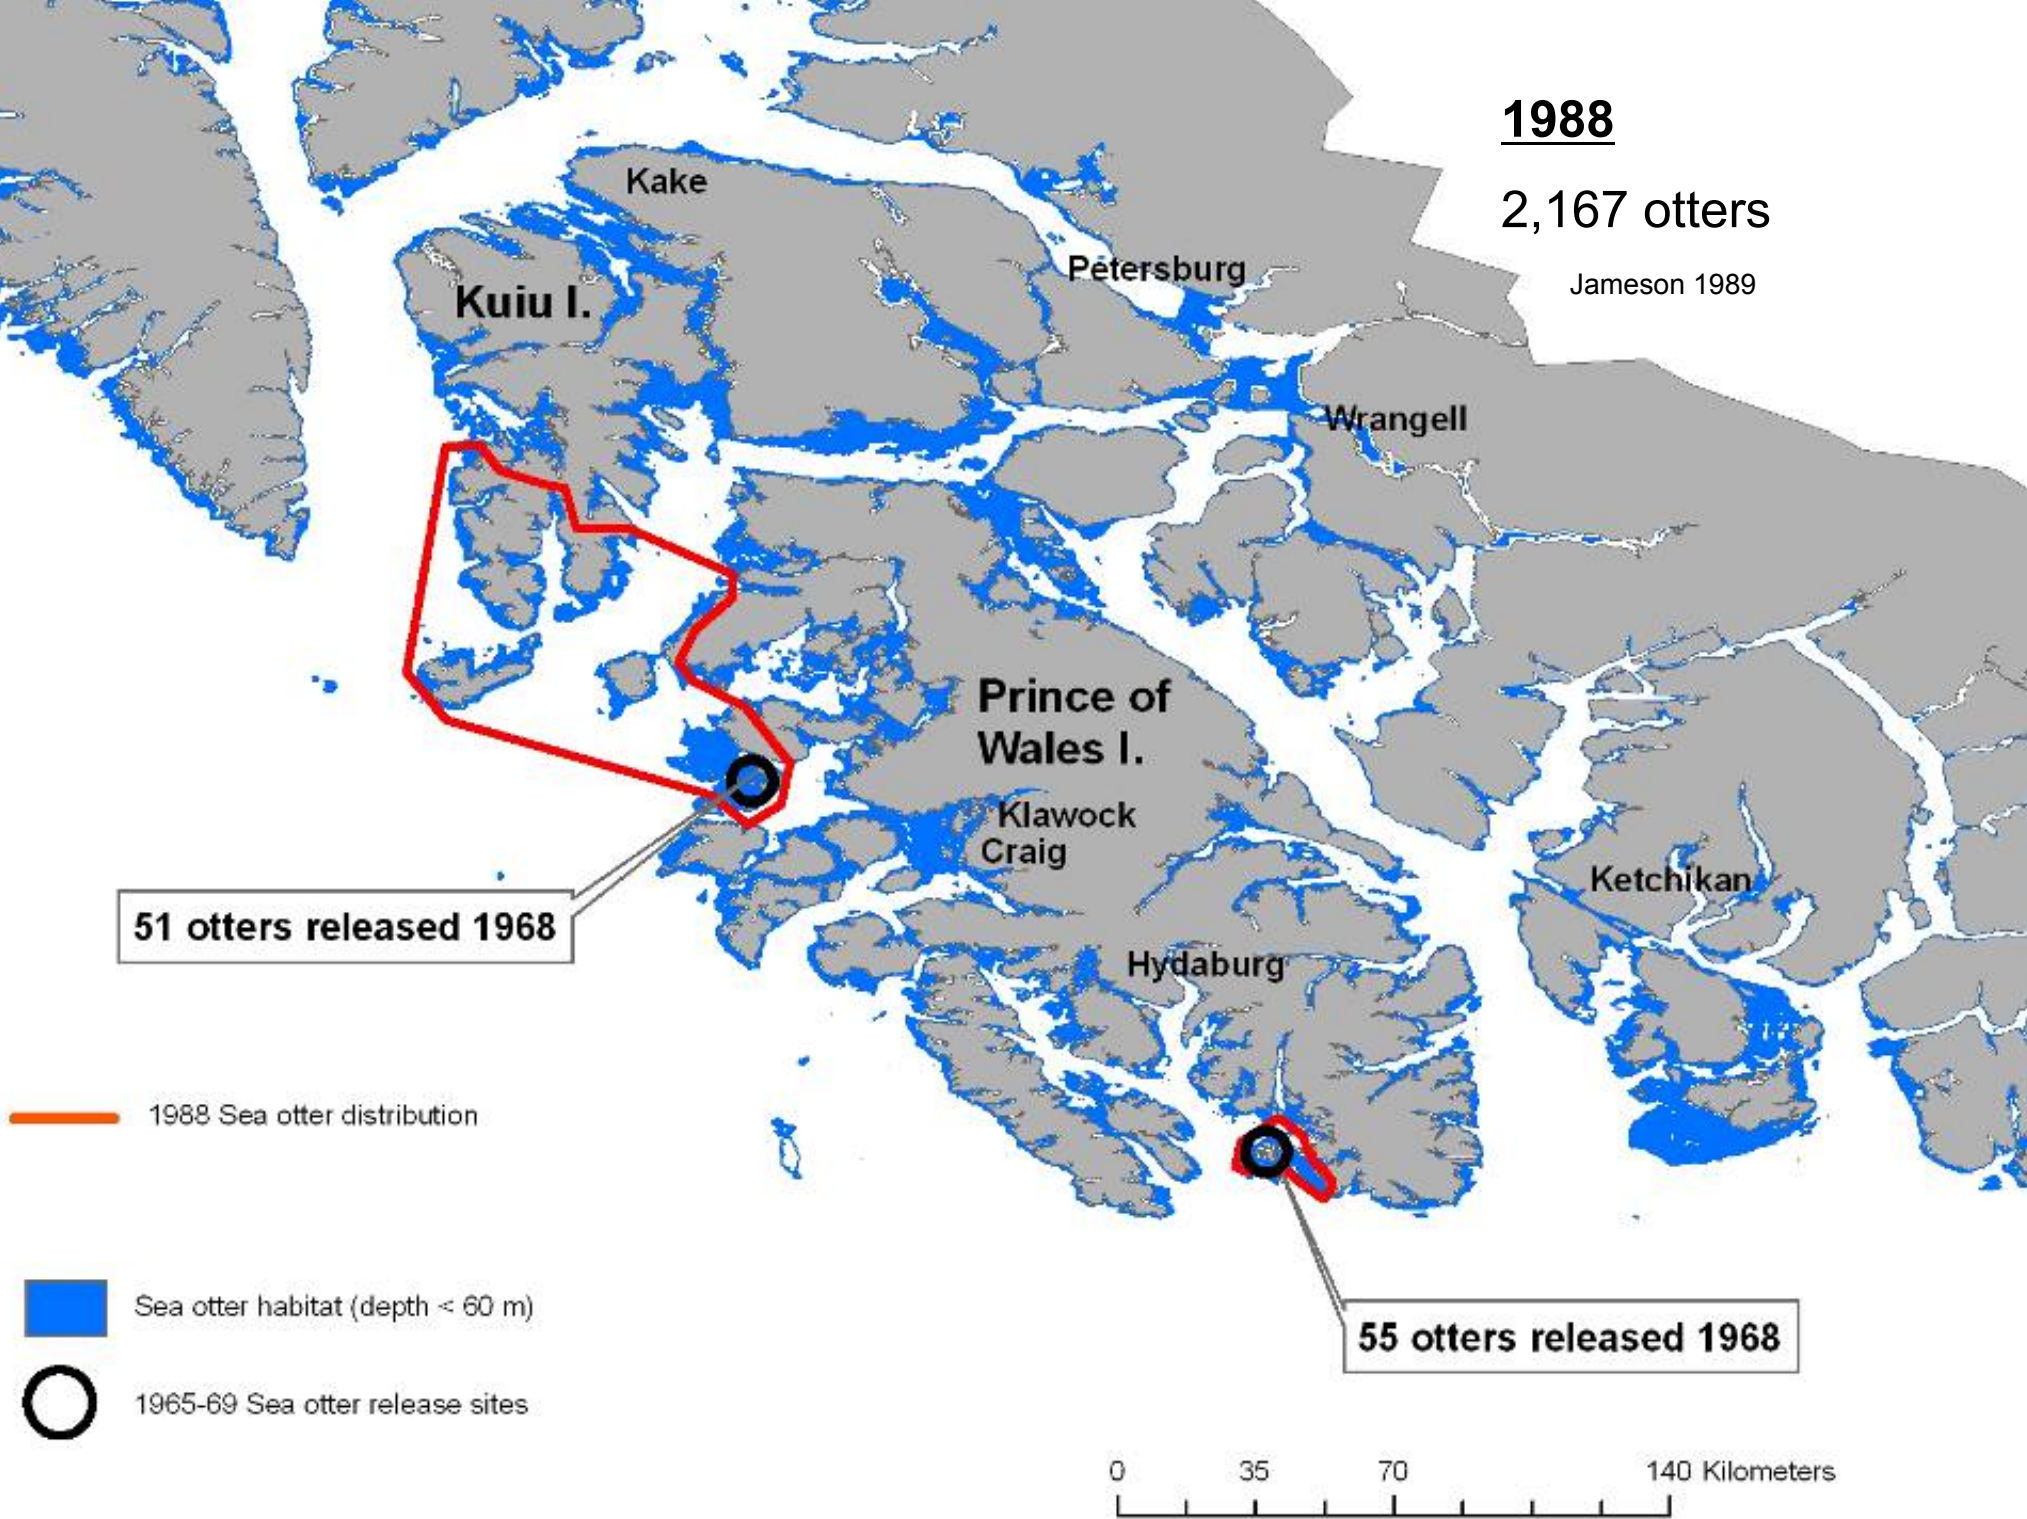 1988
2,167 otters
Jameson 1989
Kake
Petersburg
Kuiu I.
Wrangell
Prince of
Wales I.
Klawock
Craig
Ketchikan
51 otters released 1968
Hydaburg
1988 Sea otter distribution
Sea otter habitat (depth < 60 m)
55 otters released 1968
1965-69 Sea otter release sites
0 35 70 140 Kilometers